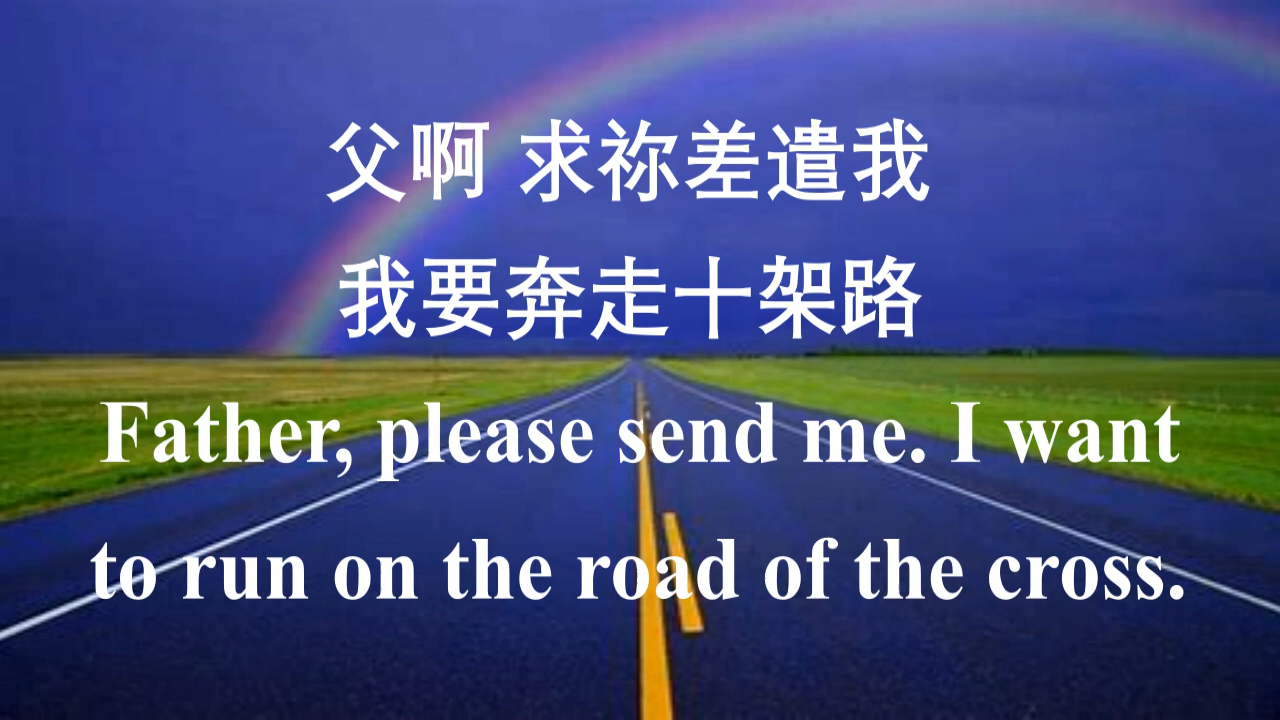 父啊 求祢差遣我
我要奔走十架路
Father, please send me. I want
to run on the road of the cross.